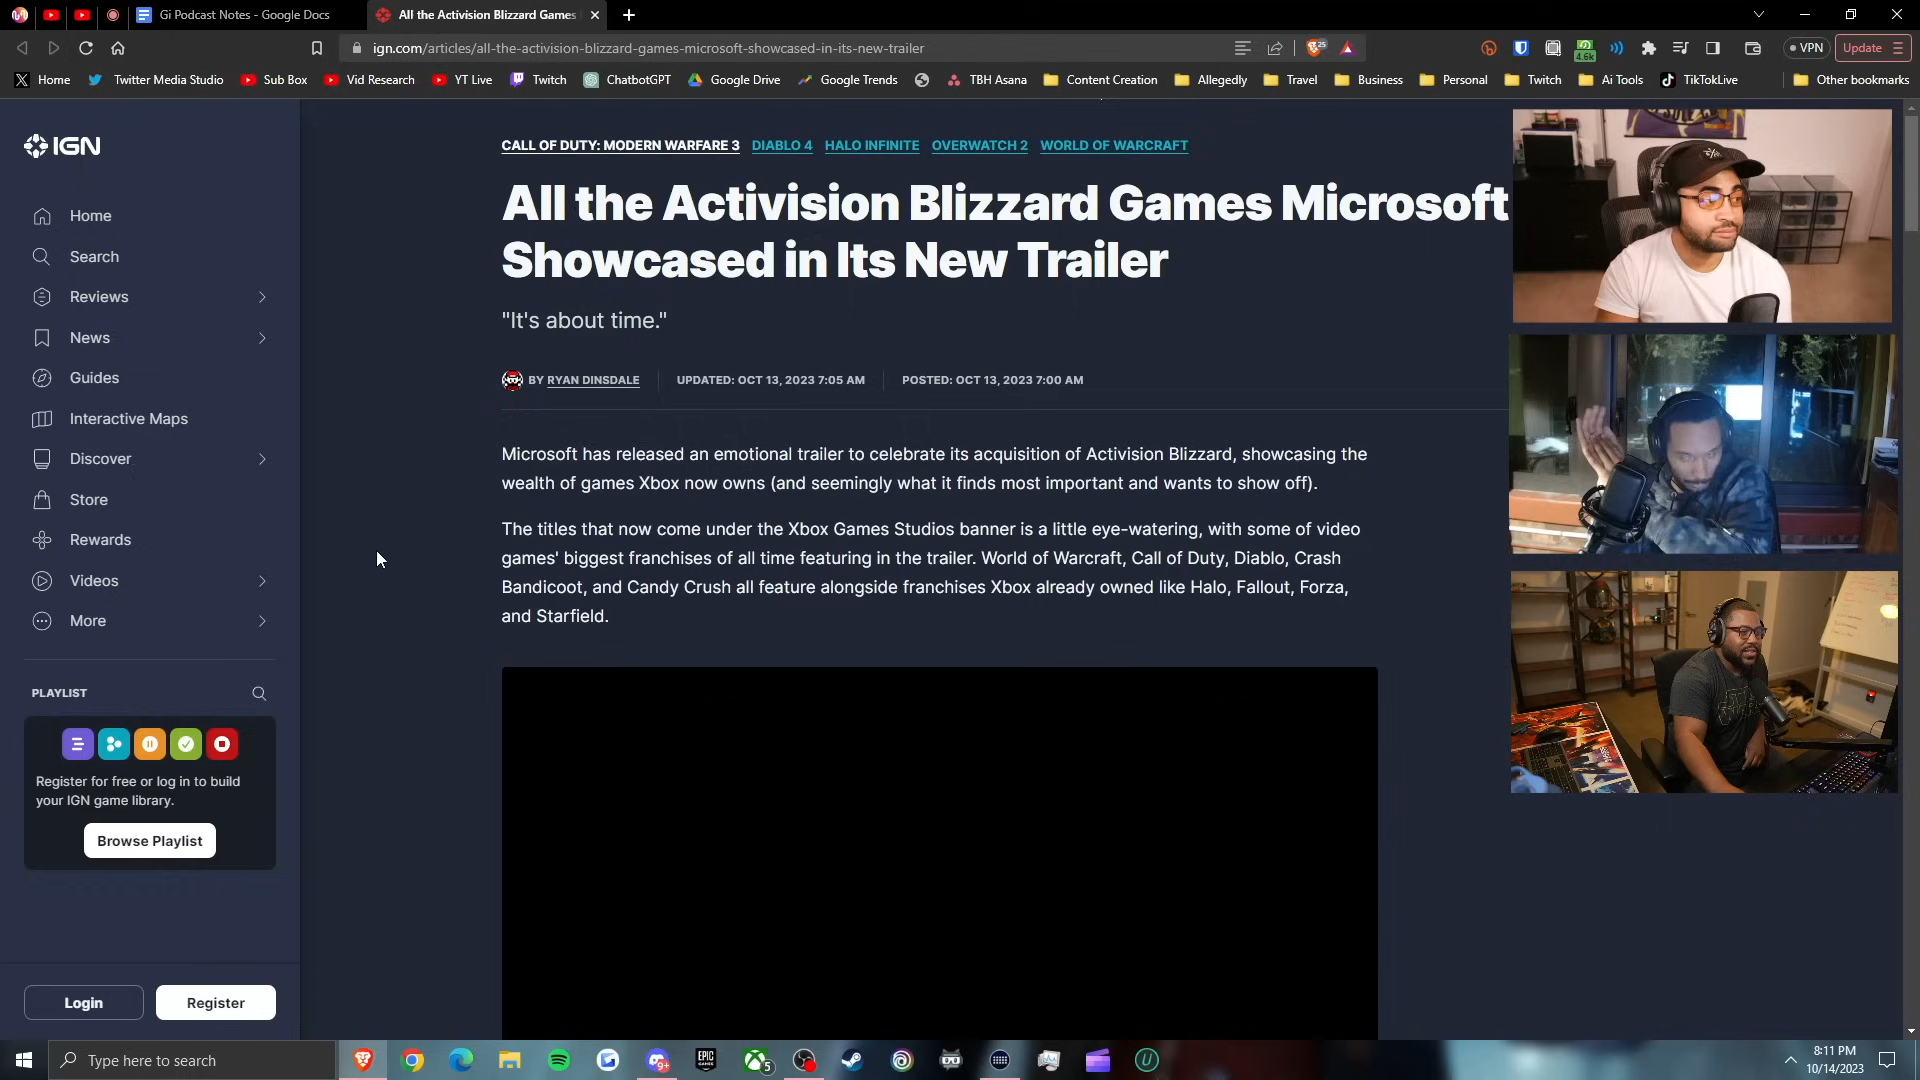 Gi Podcast Notes - Google Docs
All the Activision Blizzard Games
ign.com/articles/all-the-activision-blizzard-games-microsoft-showcased-in-its-new-trailer
25
4.6k
VPN
Update
Home
Twitter Media Studio
Sub Box
Vid Research
YT Live
Twitch
ChatbotGPT
Google Drive
Google Trends
TBH Asana
Content Creation
Allegedly
Travel
Business
Personal
Twitch
Ai Tools
TikTokLive
Other bookmarks
IGN
Home
Search
Reviews
News
Guides
Interactive Maps
Discover
Store
Rewards
Videos
More
PLAYLIST
Register for free or log in to build
your IGN game library.
Browse Playlist
Login
Register
CALL OF DUTY: MODERN WARFARE 3 DIABLO 4 HALO INFINITE OVERWATCH 2 WORLD OF WARCRAFT
All the Activision Blizzard Games Microsoft
Showcased in Its New Trailer
"It's about time."
BY RYAN DINSDALE
UPDATED: OCT 13, 2023 7:05 AM
POSTED: OCT 13, 2023 7:00 AM
Microsoft has released an emotional trailer to celebrate its acquisition of Activision Blizzard, showcasing the
wealth of games Xbox now owns (and seemingly what it finds most important and wants to show off).
The titles that now come under the Xbox Games Studios banner is a little eye-watering, with some of video
games' biggest franchises of all time featuring in the trailer. World of Warcraft, Call of Duty, Diablo, Crash
Bandicoot, and Candy Crush all feature alongside franchises Xbox already owned like Halo, Fallout, Forza,
and Starfield.
Type here to search
9+
EPIC
GAMES
5
8:11 PM
10/14/2023